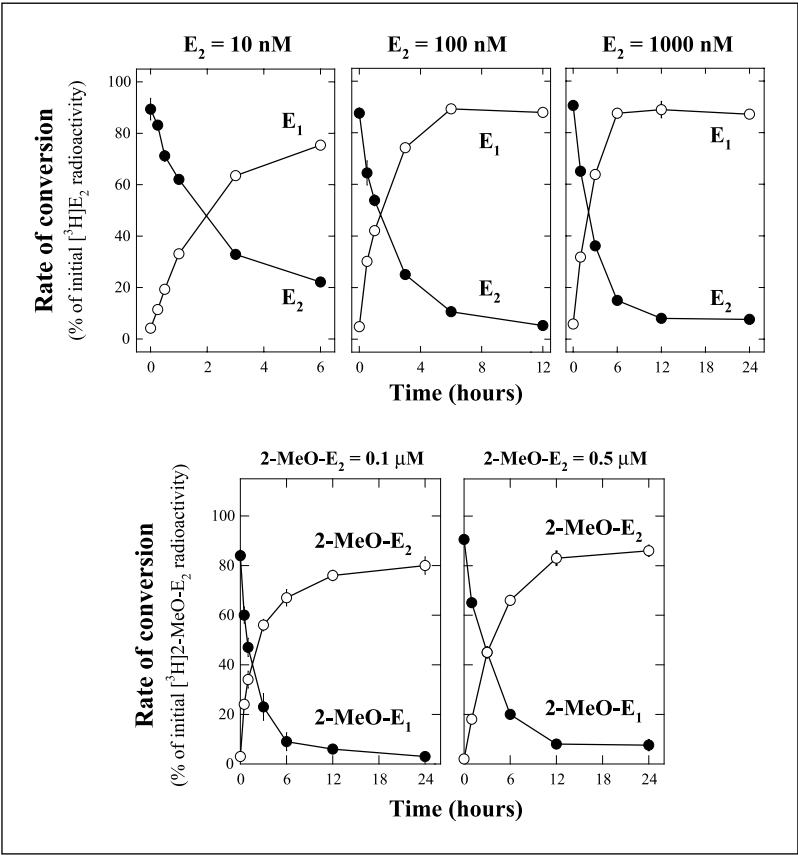 E₂ = 10 nM
E₂ = 100 nM
E₂ = 1000 nM
Rate of conversion
(% of initial [³H]E₂ radioactivity)
100
80
60
40
20
0
E₁
E₂
E₁
E₂
E₁
E₂
0 2 4 6
0 4 8 12
0 6 12 18 24
Time (hours)
2-MeO-E₂ = 0.1 µM
2-MeO-E₂ = 0.5 µM
Rate of conversion
(% of initial [³H]2-MeO-E₂ radioactivity)
100
80
60
40
20
0
2-MeO-E₂
2-MeO-E₁
2-MeO-E₂
2-MeO-E₁
0 6 12 18 24
0 6 12 18 24
Time (hours)